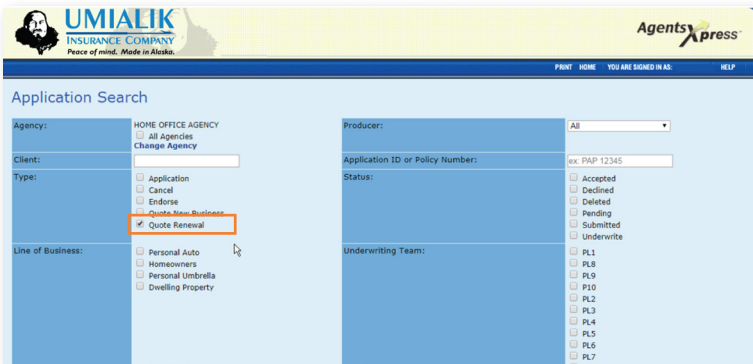 UMIALIK
INSURANCE COMPANY
Peace of mind. Made in Alaska.
AgentsXpress
PRINT HOME YOU ARE SIGNED IN AS: HELP
Application Search
Agency: HOME OFFICE AGENCY Producer: All
All Agencies
Change Agency
Client: Application ID or Policy Number: ex: PAP 12345
Type: Application Status: Accepted
Cancel Declined
Endorse Deleted
Quote New Business Pending
Quote Renewal Submitted
Underwrite
Line of Business: Personal Auto Underwriting Team: PL1
Homeowners PL8
Personal Umbrella PL9
Dwelling Property P10
PL2
PL3
PL4
PL5
PL6
PL7